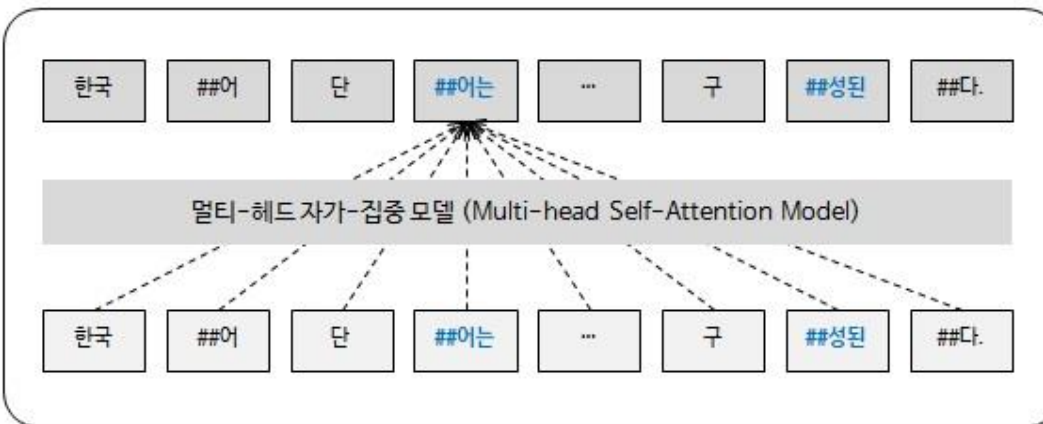 한국 ##어 단 ##어는 ... 구 ##성된 ##다.
멀티-헤드 자가-집중 모델 (Multi-head Self-Attention Model)
한국 ##어 단 ##어는 ... 구 ##성된 ##다.